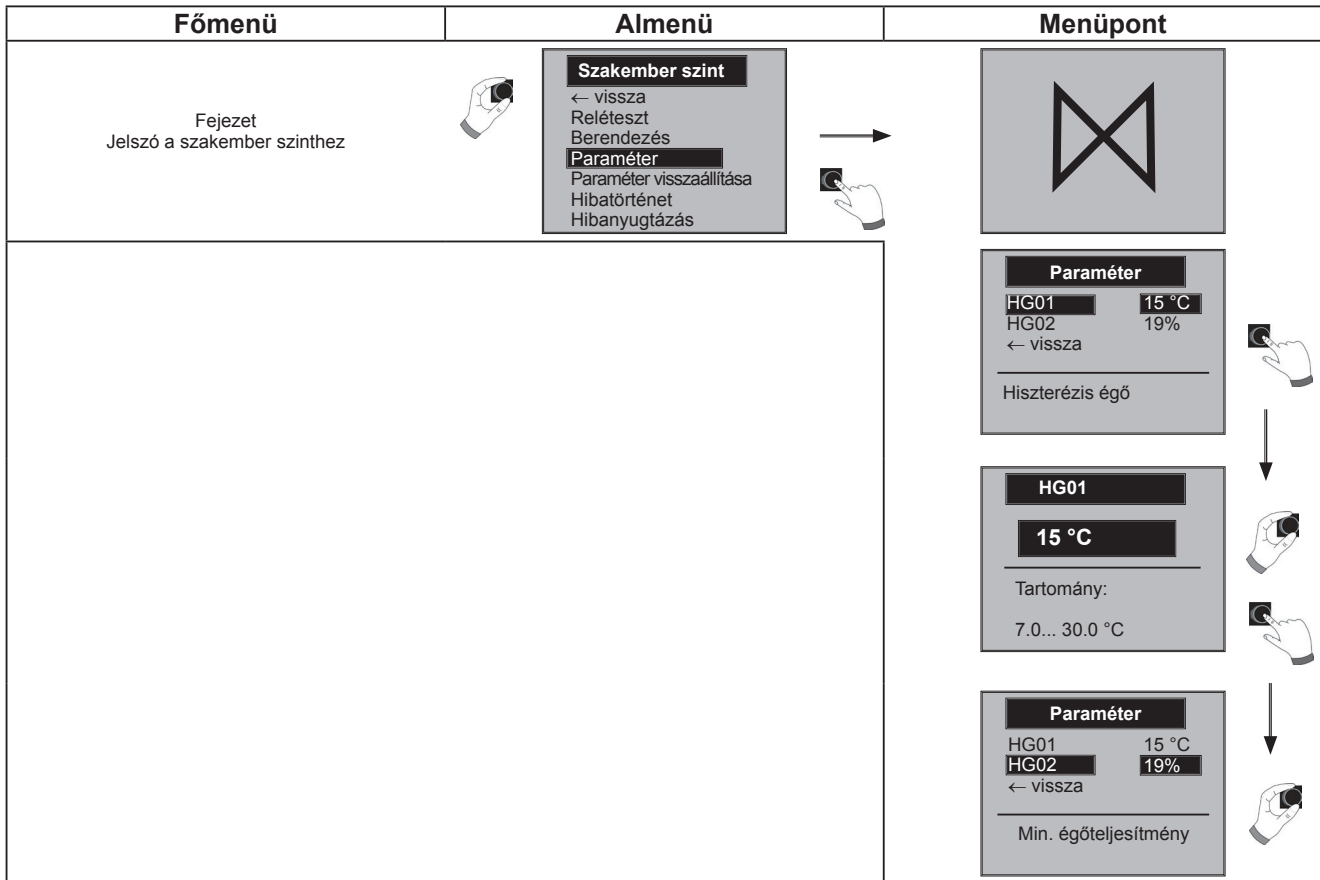 Főmenü
Almenü
Menüpont
Fejezet
Jelszó a szakember szinthez
Szakember szint
← vissza
Reléteszt
Berendezés
Paraméter
Paraméter visszaállítása
Hibatörténet
Hibanyugtázás
Paraméter
HG01 15 °C
HG02 19%
← vissza
Hiszterézis égő
HG01
15 °C
Tartomány:
7.0... 30.0 °C
Paraméter
HG01 15 °C
HG02 19%
← vissza
Min. égőteljesítmény